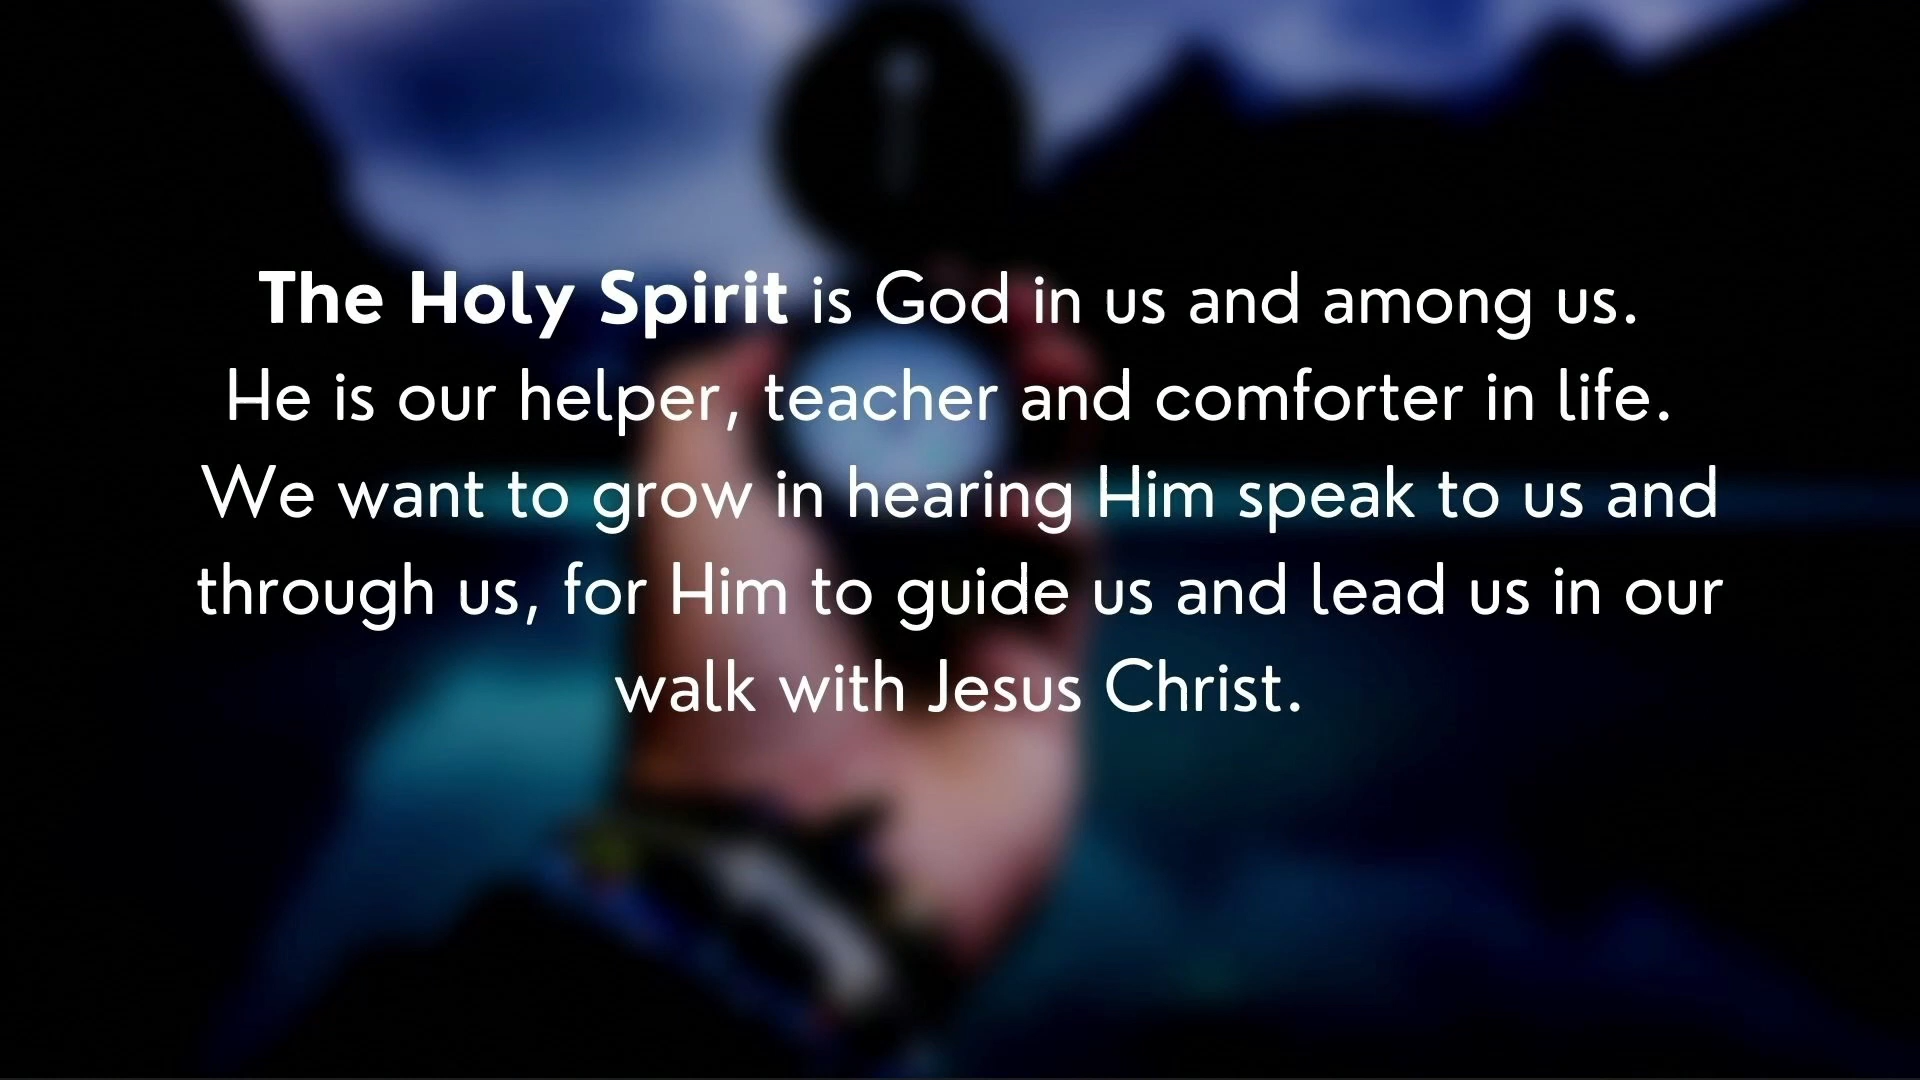 The Holy Spirit is God in us and among us.
He is our helper, teacher and comforter in life.
We want to grow in hearing Him speak to us and
through us, for Him to guide us and lead us in our
walk with Jesus Christ.